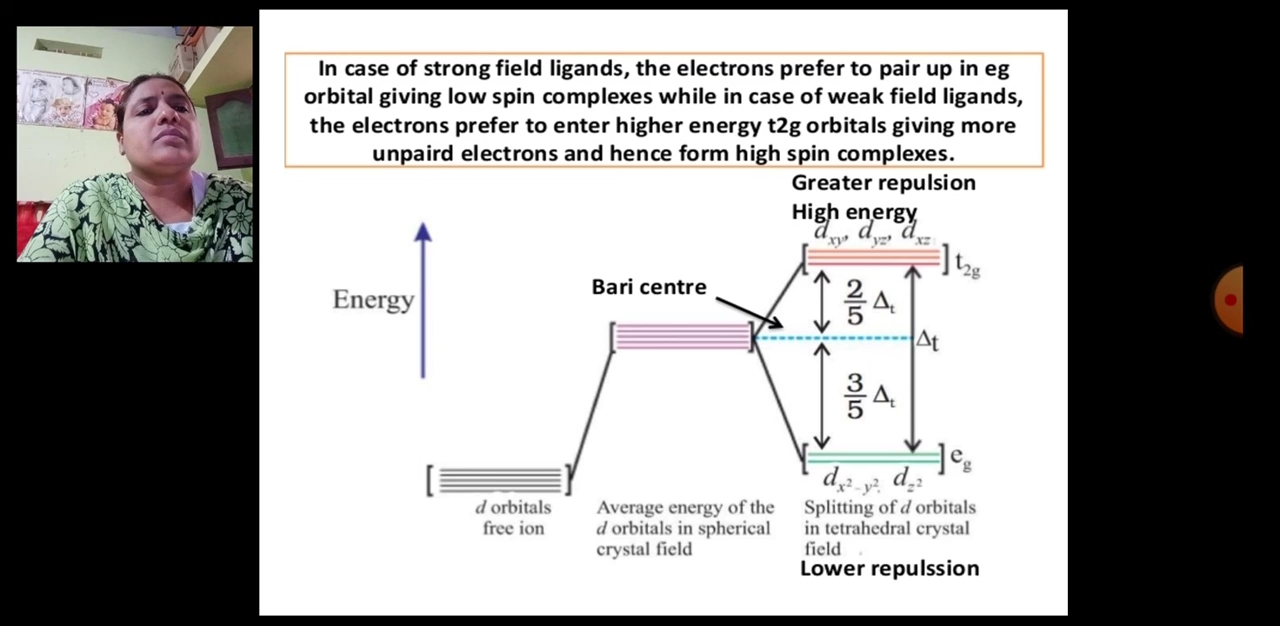 In case of strong field ligands, the electrons prefer to pair up in eg
orbital giving low spin complexes while in case of weak field ligands,
the electrons prefer to enter higher energy t2g orbitals giving more
unpaird electrons and hence form high spin complexes.
Greater repulsion
High energy
dxy, dyz, dxz
t2g
Bari centre
Energy
2/5 Δt
Δt
3/5 Δt
eg
dx²-y², dz²
d orbitals
free ion
Average energy of the
d orbitals in spherical
crystal field
Splitting of d orbitals
in tetrahedral crystal
field
Lower repulssion